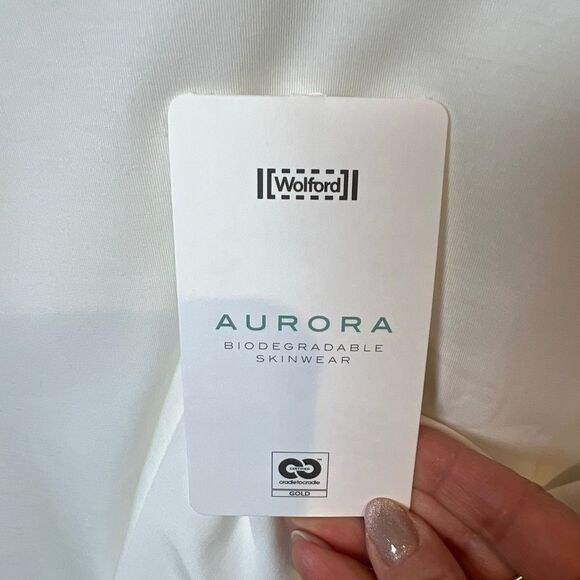 Wolford
AURORA
BIODEGRADABLE
SKINWEAR
CERTIFIED
cradletocradle
GOLD